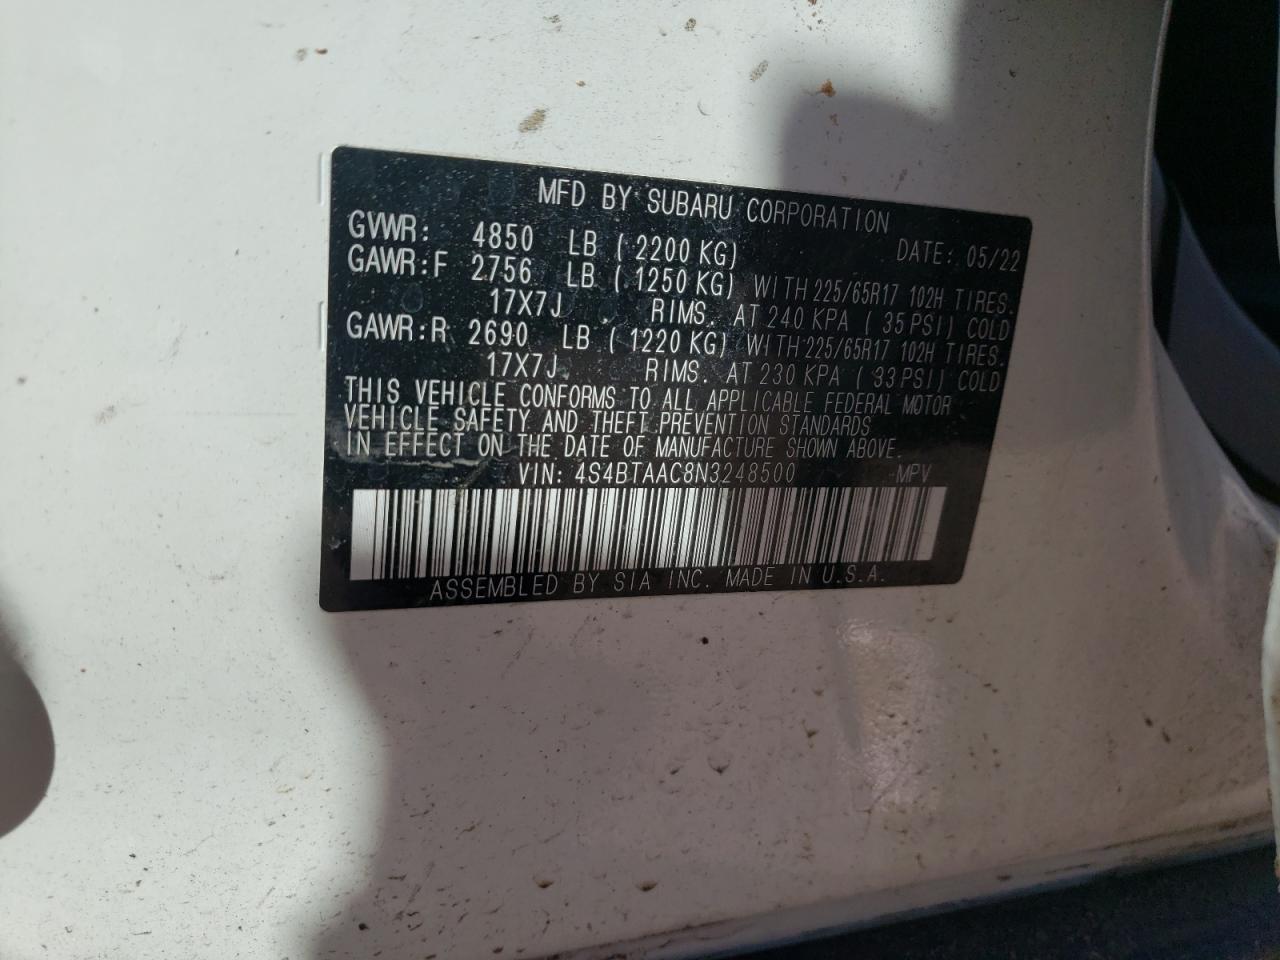 MFD BY SUBARU CORPORATION
GVWR: 4850 LB (2200 KG) DATE: 05/22
GAWR:F 2756 LB (1250 KG) WITH 225/65R17 102H TIRES.
17X7J . RIMS. AT 240 KPA (35 PSI) COLD
GAWR:R 2690 LB (1220 KG) WITH 225/65R17 102H TIRES.
17X7J. RIMS. AT 230 KPA (33 PSI) COLD
THIS VEHICLE CONFORMS TO ALL APPLICABLE FEDERAL MOTOR
VEHICLE SAFETY AND THEFT PREVENTION STANDARDS
IN EFFECT ON THE DATE OF MANUFACTURE SHOWN ABOVE.
VIN: 4S4BTAAC8N3248500 MPV
ASSEMBLED BY SIA INC. MADE IN U.S.A.